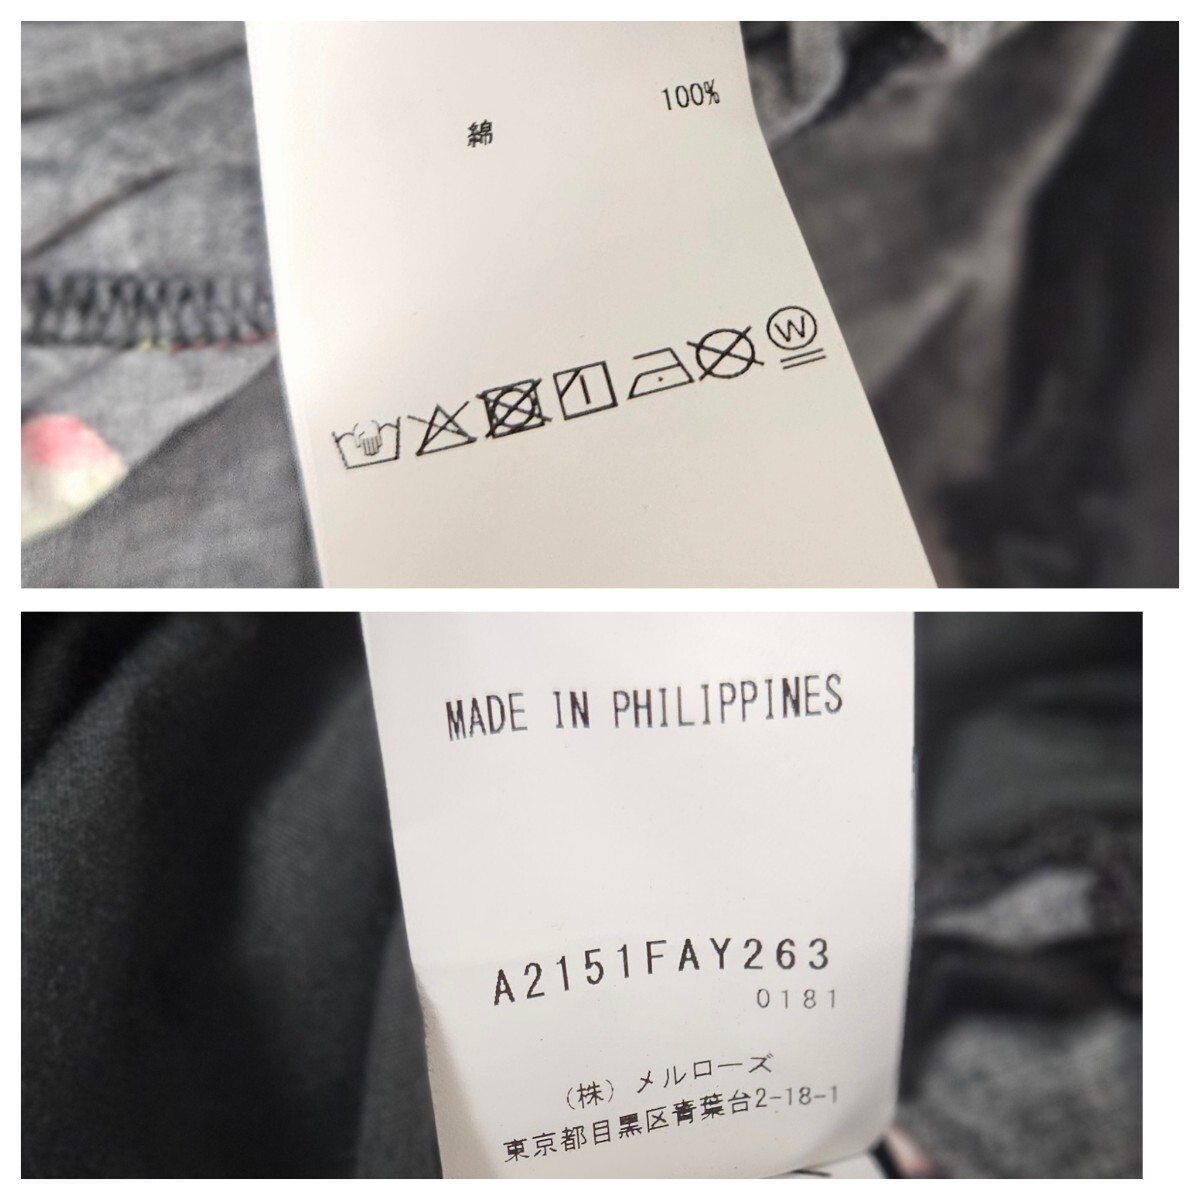 綿 100%
W
MADE IN PHILIPPINES
A2151FAY263
0181
(株) メルローズ
東京都目黒区青葉台2-18-1